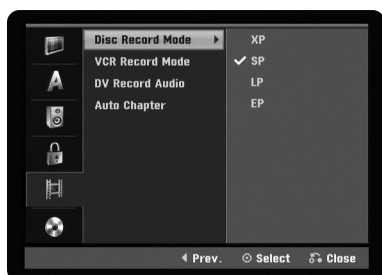 Disc Record Mode
VCR Record Mode
DV Record Audio
Auto Chapter
XP
SP
LP
EP
A
Prev.
Select
Close